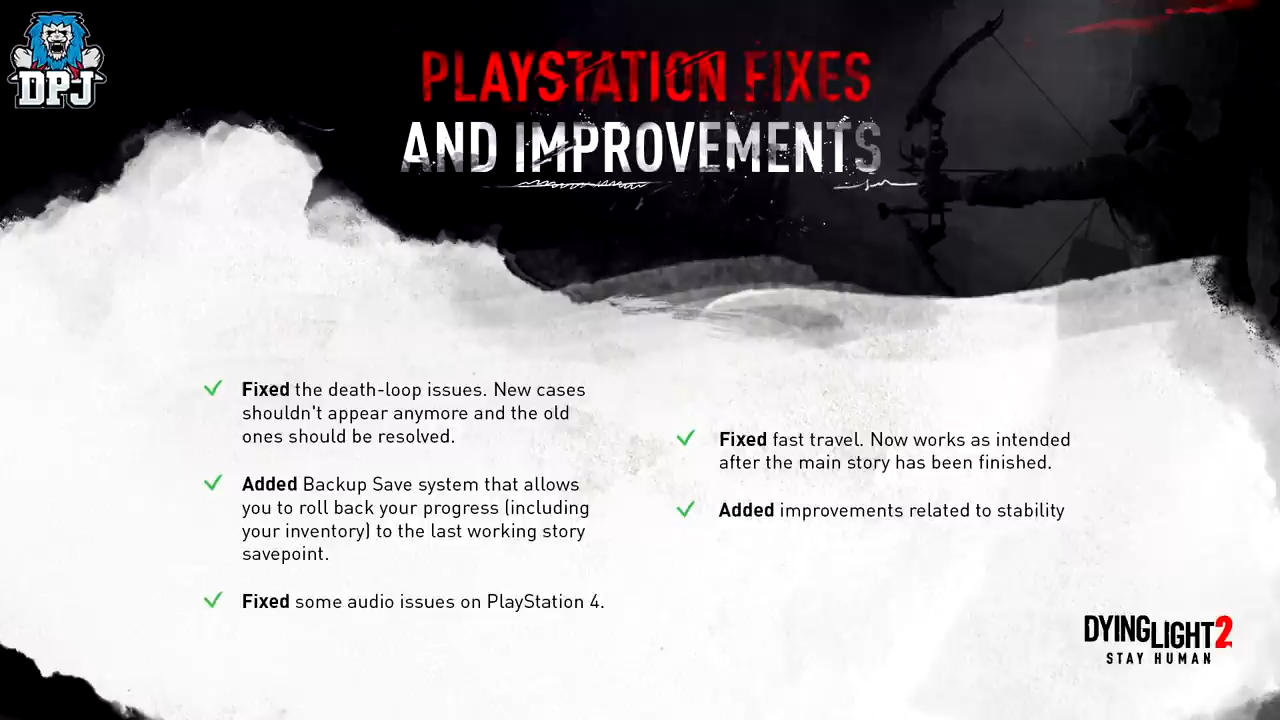 DPJ
PLAYSTATION FIXES
AND IMPROVEMENTS
Fixed the death-loop issues. New cases
shouldn't appear anymore and the old
ones should be resolved.
Added Backup Save system that allows
you to roll back your progress (including
your inventory) to the last working story
savepoint.
Fixed some audio issues on PlayStation 4.
Fixed fast travel. Now works as intended
after the main story has been finished.
Added improvements related to stability
DYING LIGHT 2
STAY HUMAN